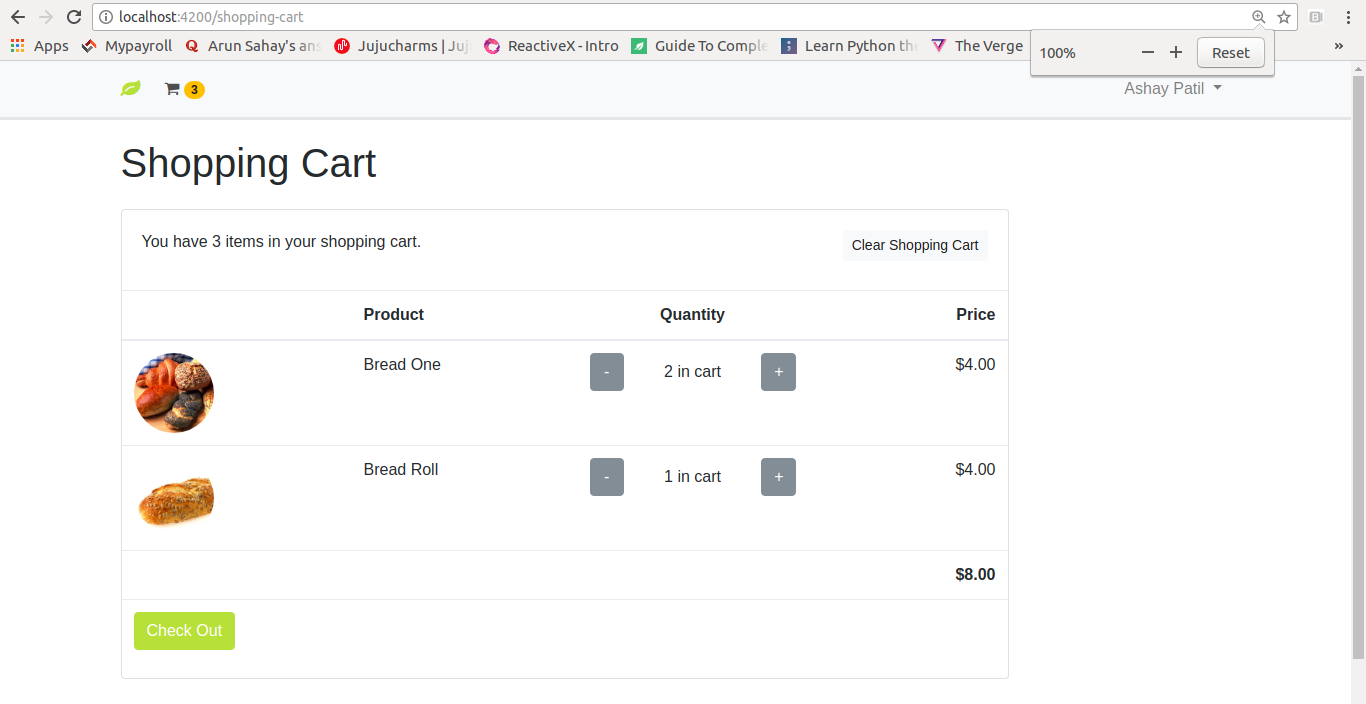 localhost:4200/shopping-cart
Apps Mypayroll Arun Sahay's ans Jujucharms | Juj ReactiveX - Intro Guide To Comple Learn Python the The Verge »
100% − + Reset
3 Ashay Patil
Shopping Cart
You have 3 items in your shopping cart. Clear Shopping Cart
Product Quantity Price
Bread One - 2 in cart + $4.00
Bread Roll - 1 in cart + $4.00
$8.00
Check Out